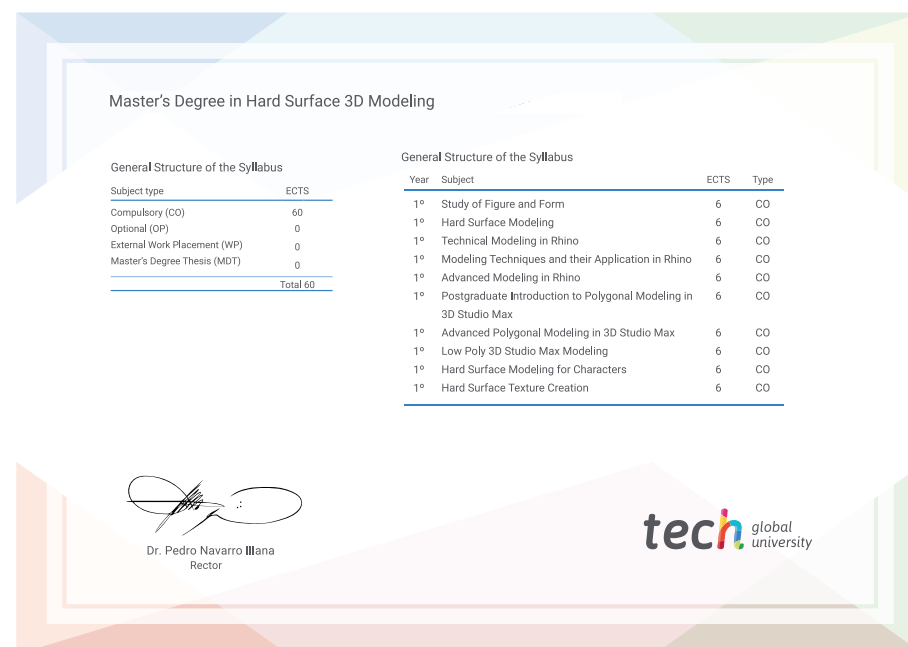 Master's Degree in Hard Surface 3D Modeling
General Structure of the Syllabus
Subject type ECTS
Compulsory (CO) 60
Optional (OP) 0
External Work Placement (WP) 0
Master's Degree Thesis (MDT) 0
Total 60
General Structure of the Syllabus
Year Subject ECTS Type
1º Study of Figure and Form 6 CO
1º Hard Surface Modeling 6 CO
1º Technical Modeling in Rhino 6 CO
1º Modeling Techniques and their Application in Rhino 6 CO
1º Advanced Modeling in Rhino 6 CO
1º Postgraduate Introduction to Polygonal Modeling in 6 CO
3D Studio Max
1º Advanced Polygonal Modeling in 3D Studio Max 6 CO
1º Low Poly 3D Studio Max Modeling 6 CO
1º Hard Surface Modeling for Characters 6 CO
1º Hard Surface Texture Creation 6 CO
Dr. Pedro Navarro Illana
Rector
tech global
university